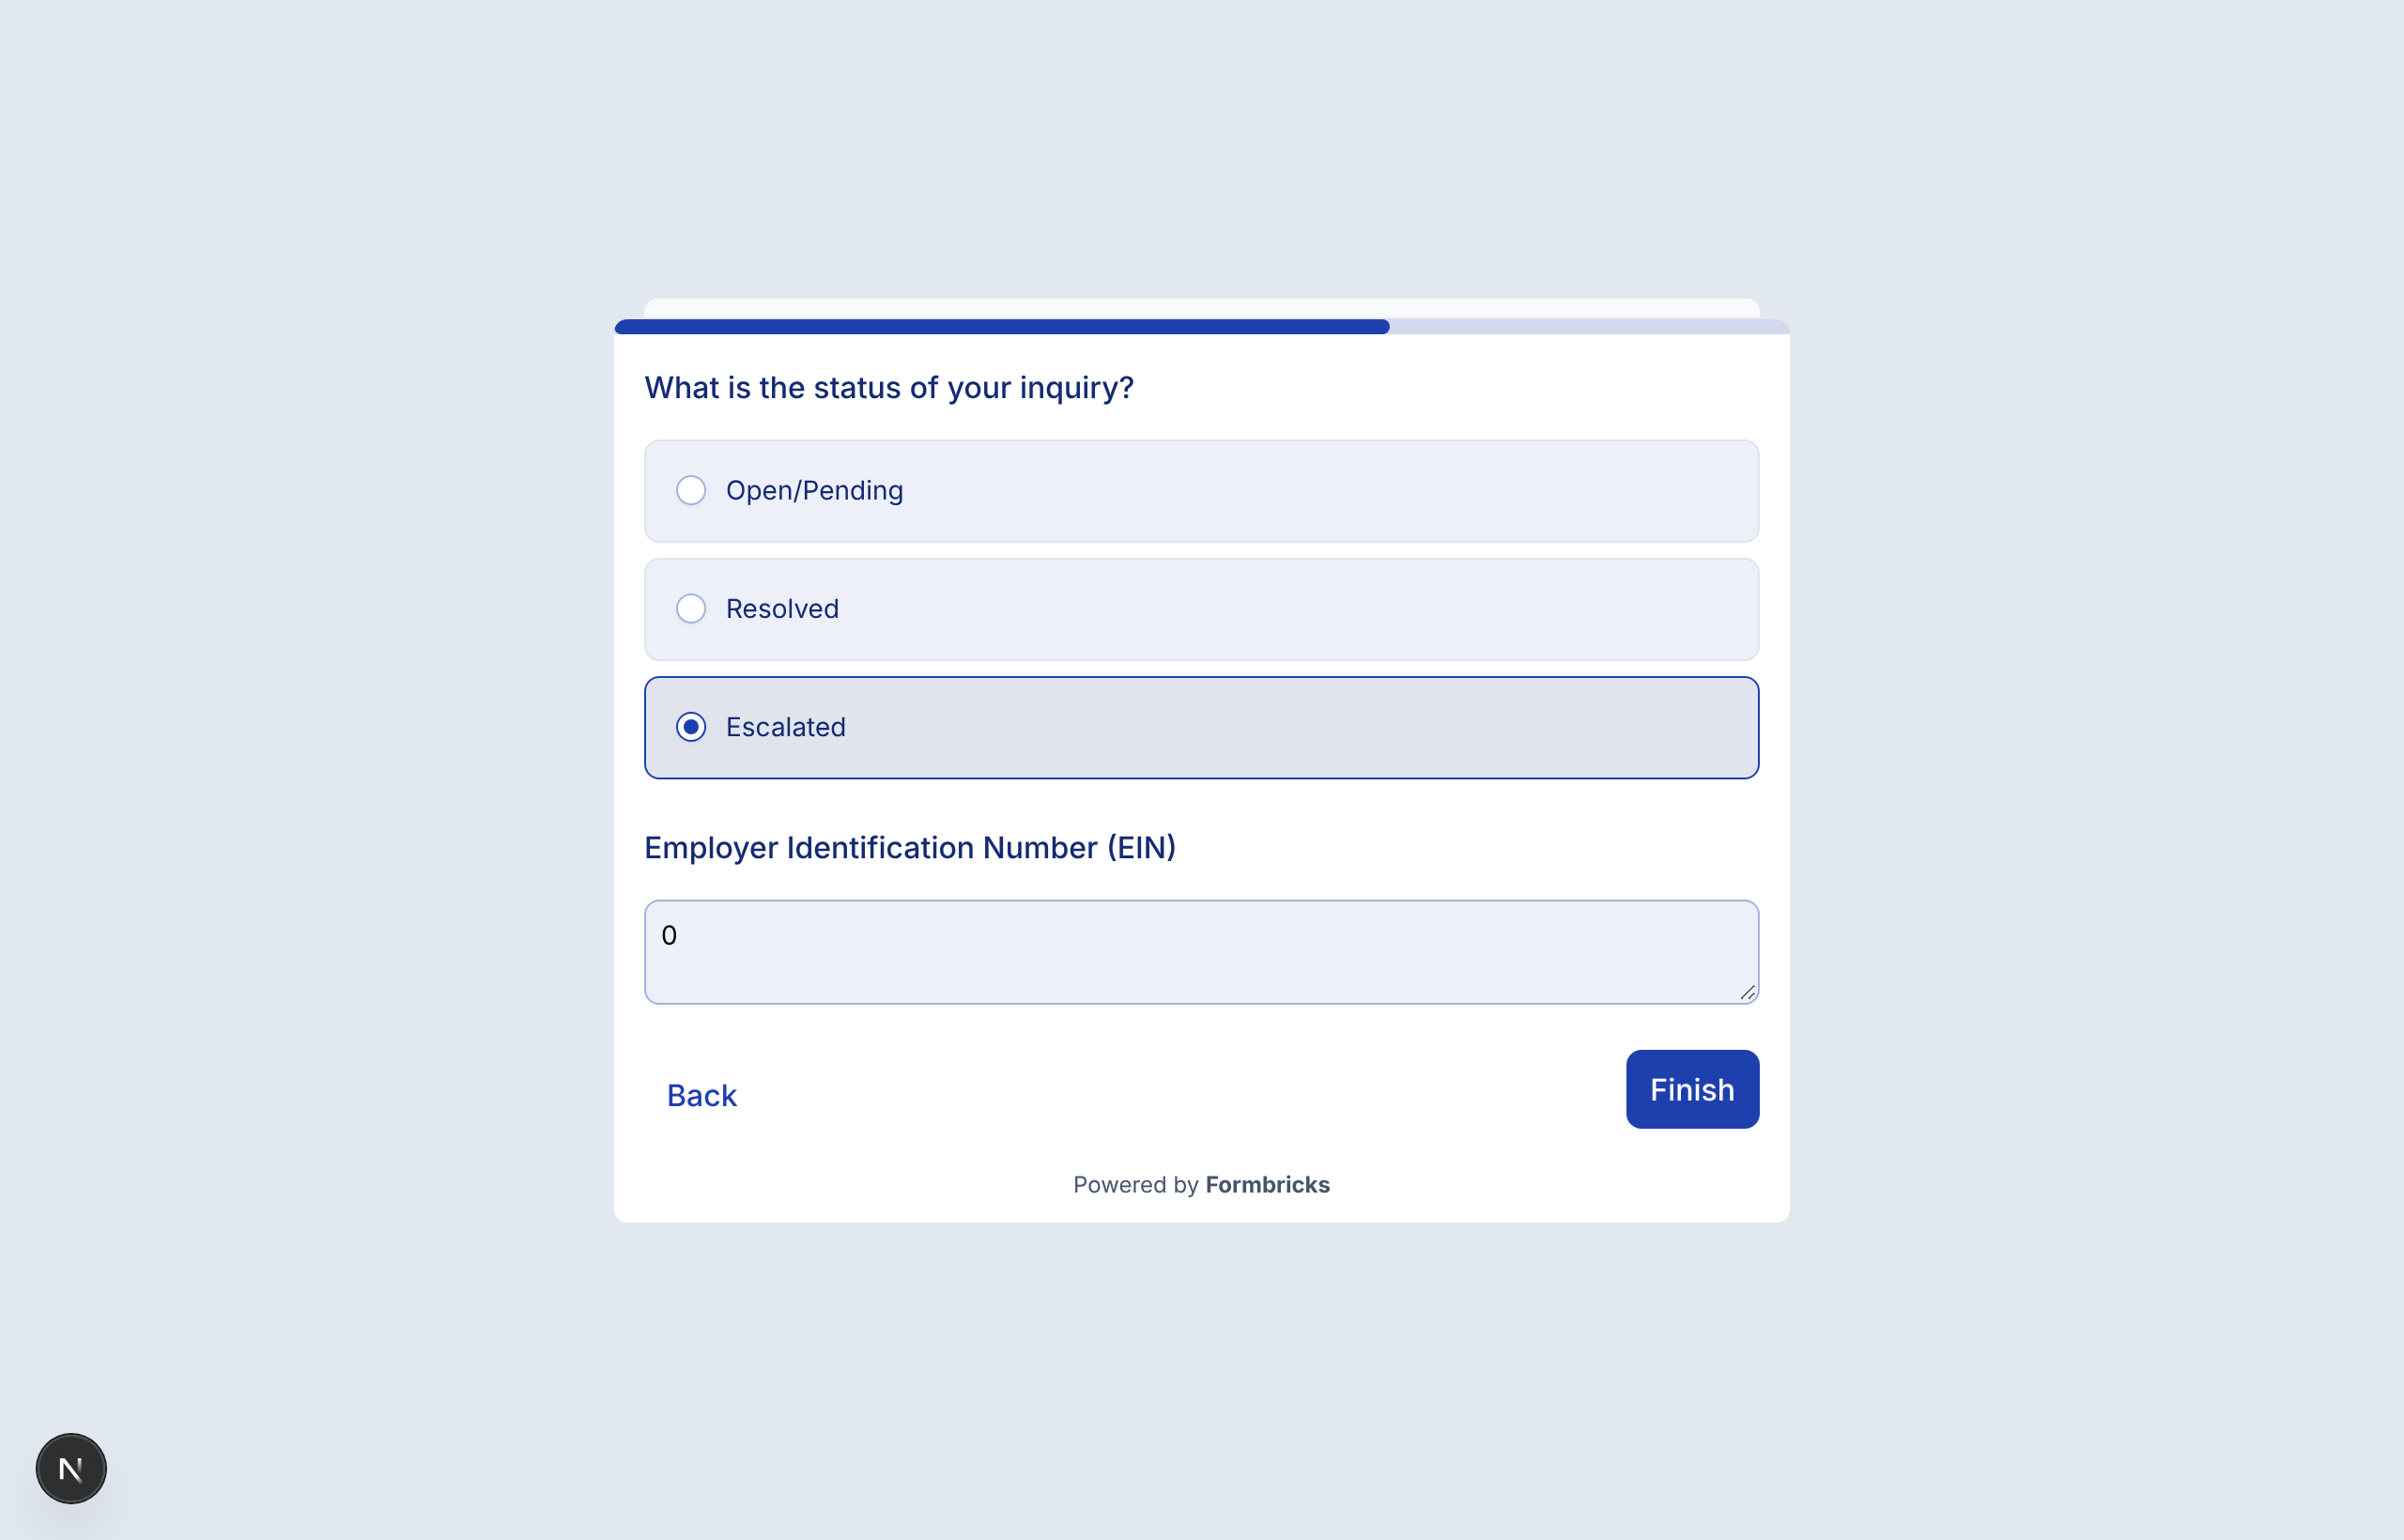 What is the status of your inquiry?
Open/Pending
Resolved
Escalated
Employer Identification Number (EIN)
0
Back
Finish
Powered by Formbricks
N